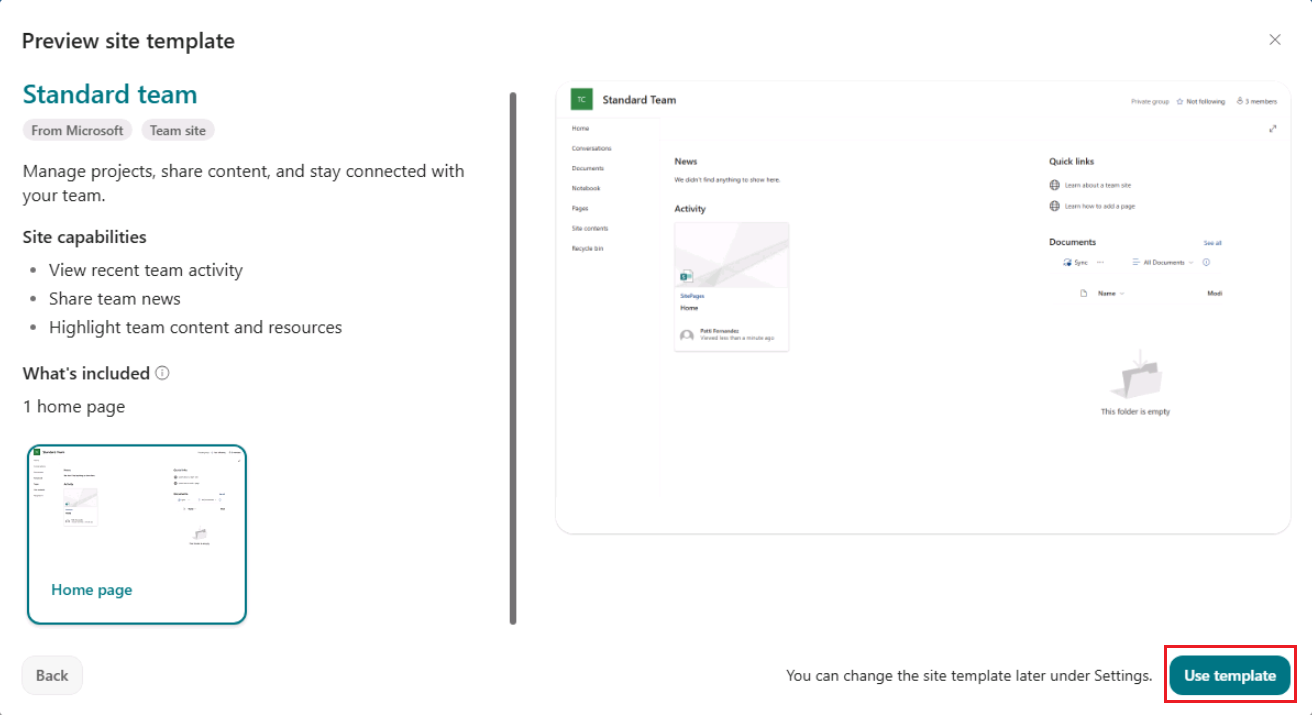 Preview site template
Standard team
From Microsoft
Team site
Manage projects, share content, and stay connected with
your team.
Site capabilities
View recent team activity
Share team news
Highlight team content and resources
What's included
1 home page
Home page
Back
TC
Standard Team
Private group
Not following
3 members
Home
Conversations
Documents
Notebook
Pages
Site contents
Recycle bin
News
We didn't find anything to show here.
Activity
SitePages
Home
Patti Fernandez
Viewed late than a minute ago
Quick links
Learn about a team site
Learn how to add a page
Documents
See all
Sync
All Documents
Name
Modi
This folder is empty
You can change the site template later under Settings.
Use template